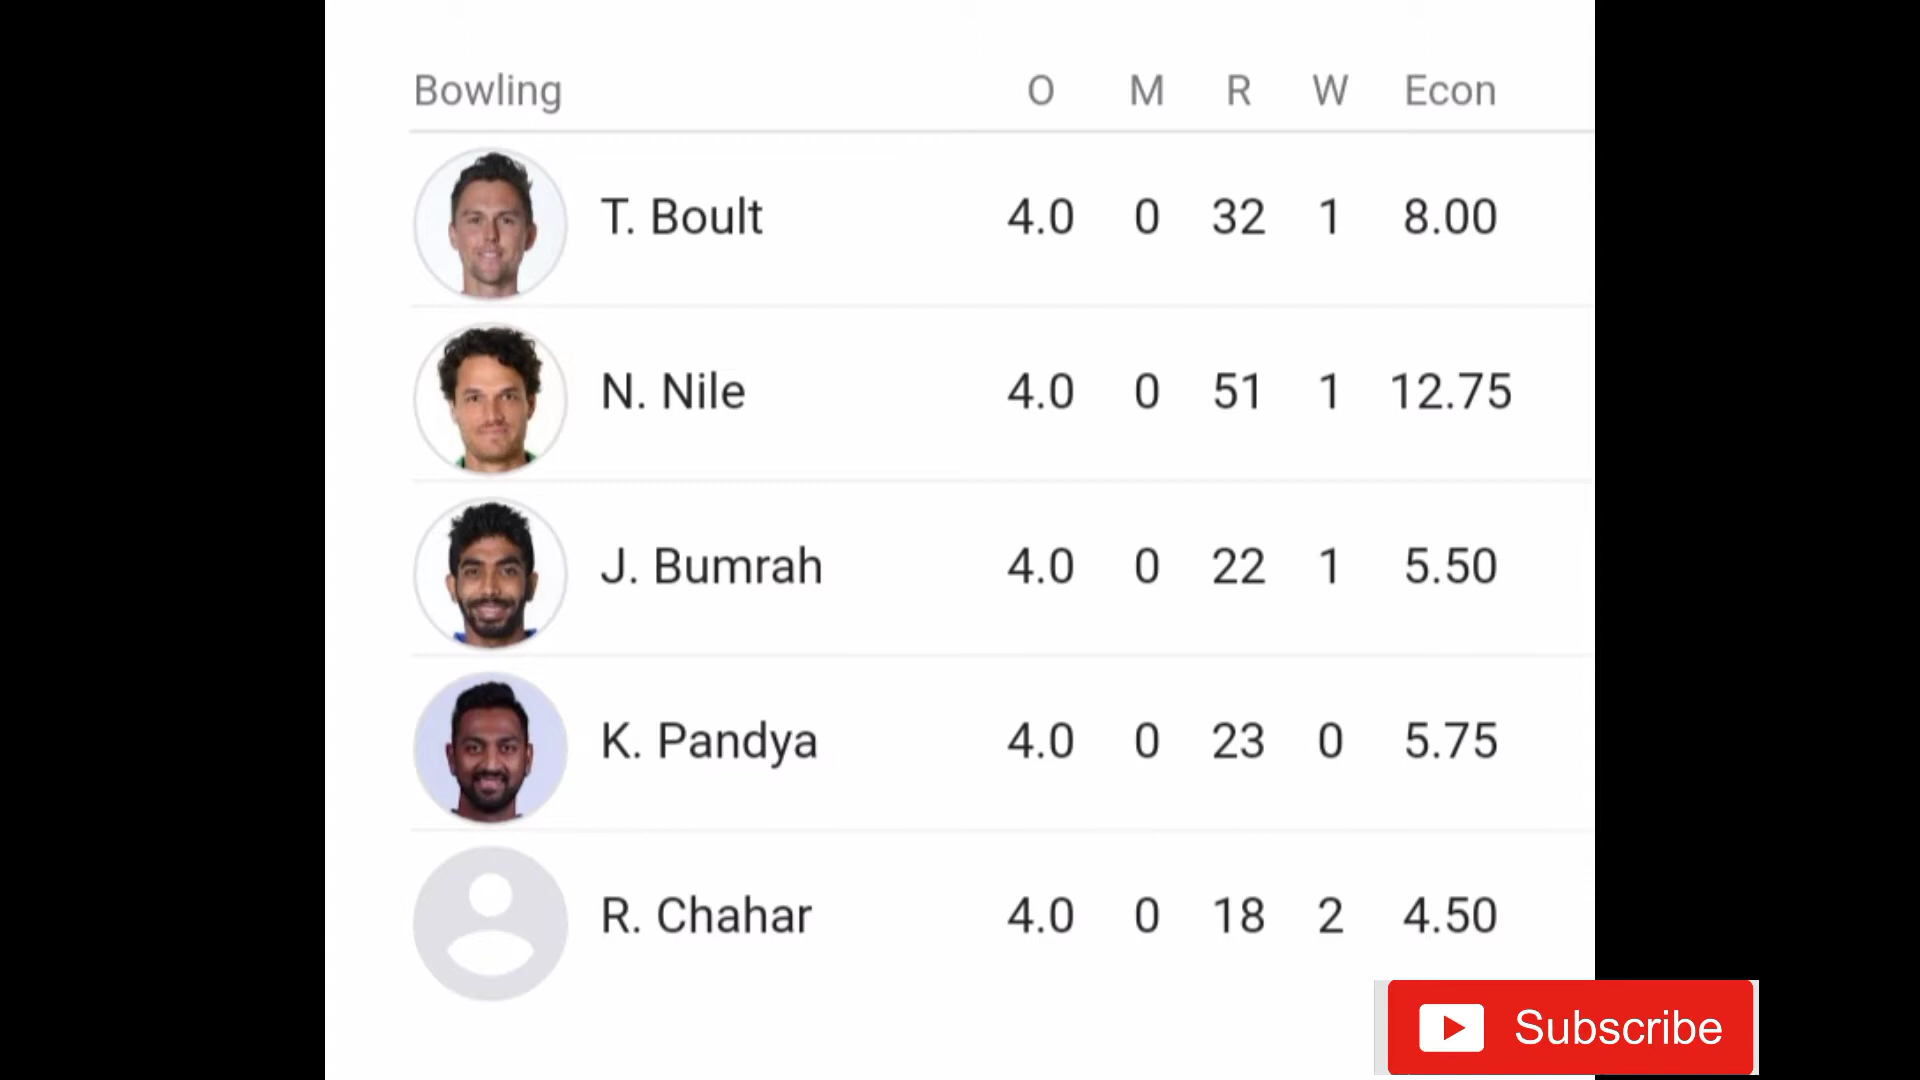 Bowling O M R W Econ
T. Boult 4.0 0 32 1 8.00
N. Nile 4.0 0 51 1 12.75
J. Bumrah 4.0 0 22 1 5.50
K. Pandya 4.0 0 23 0 5.75
R. Chahar 4.0 0 18 2 4.50
Subscribe